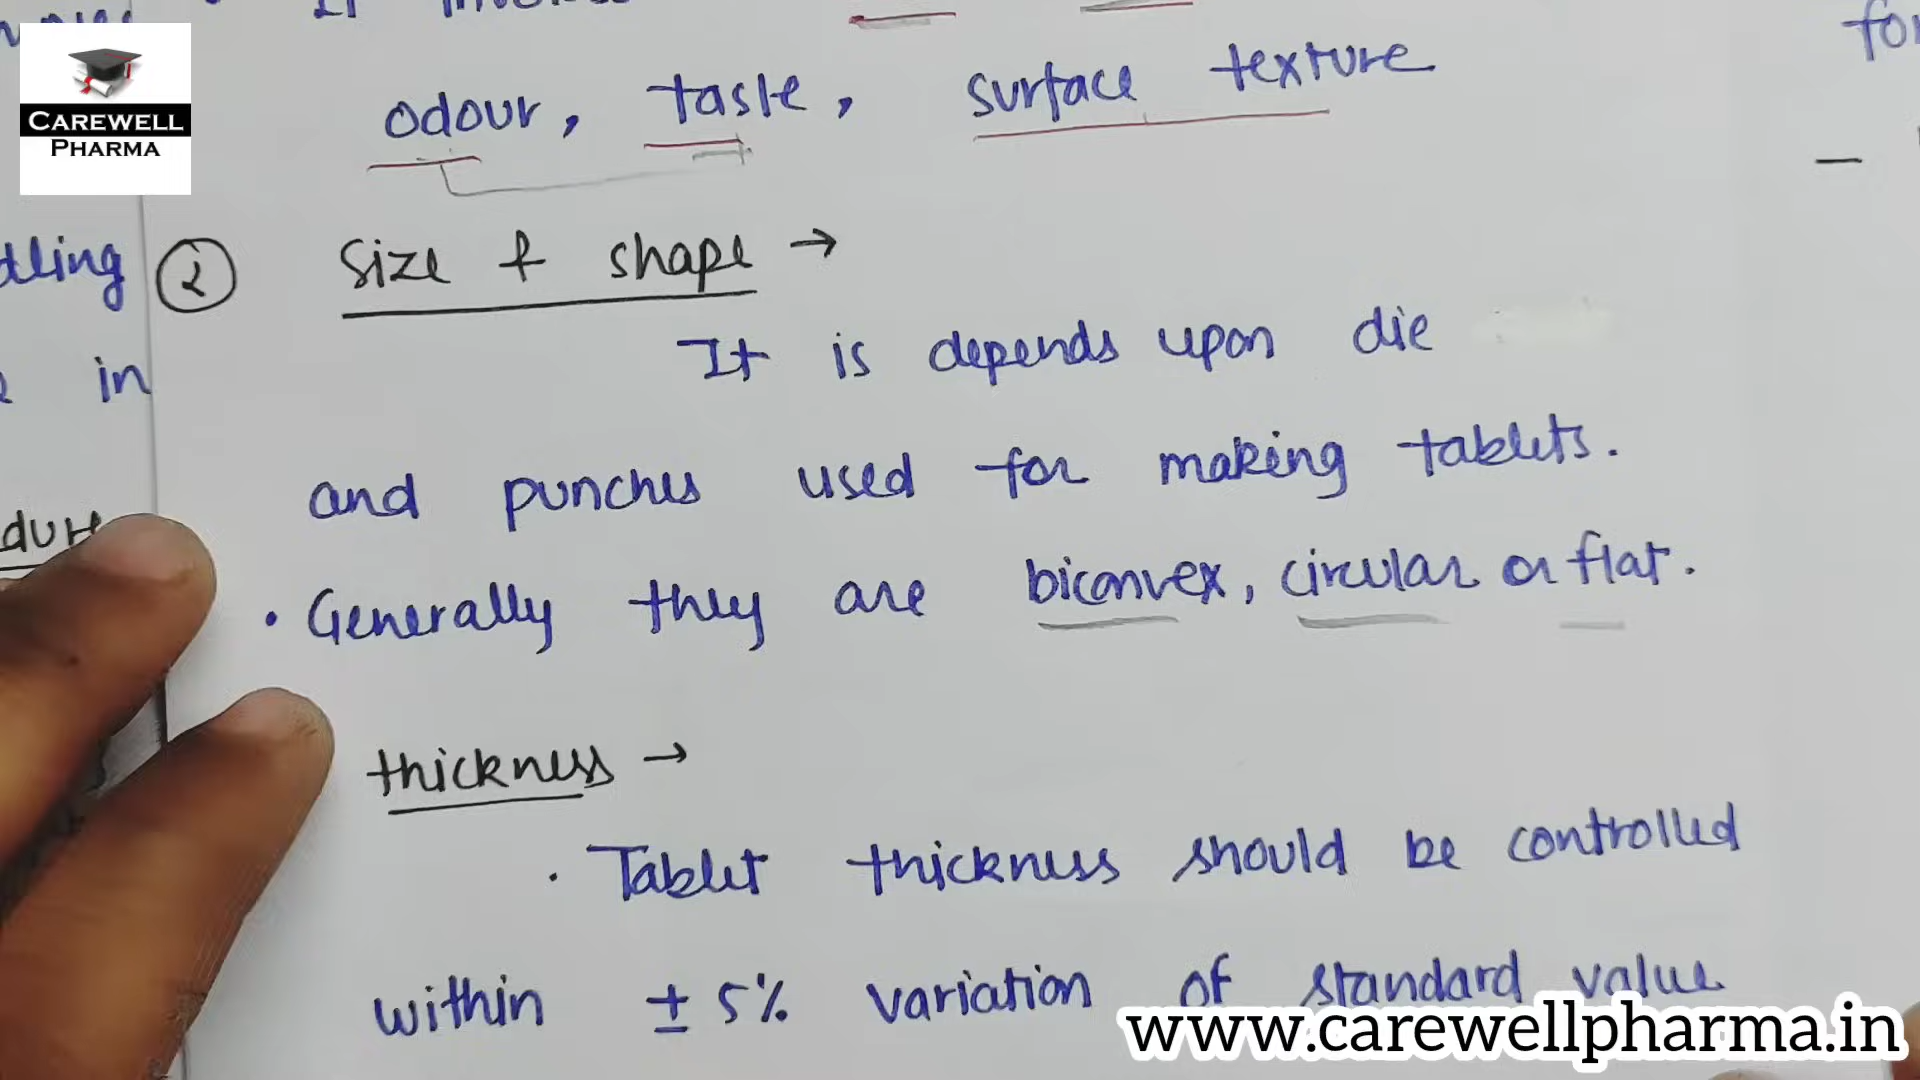 CAREWELL
PHARMA
It
for
odour, taste, surface texture
② Size & shape →
It is depends upon die
in
and punches used for making tablets.
• Generally they are biconvex, circular or flat.
thickness →
• Tablet thickness should be controlled
within ± 5% variation of standard value
www.carewellpharma.in